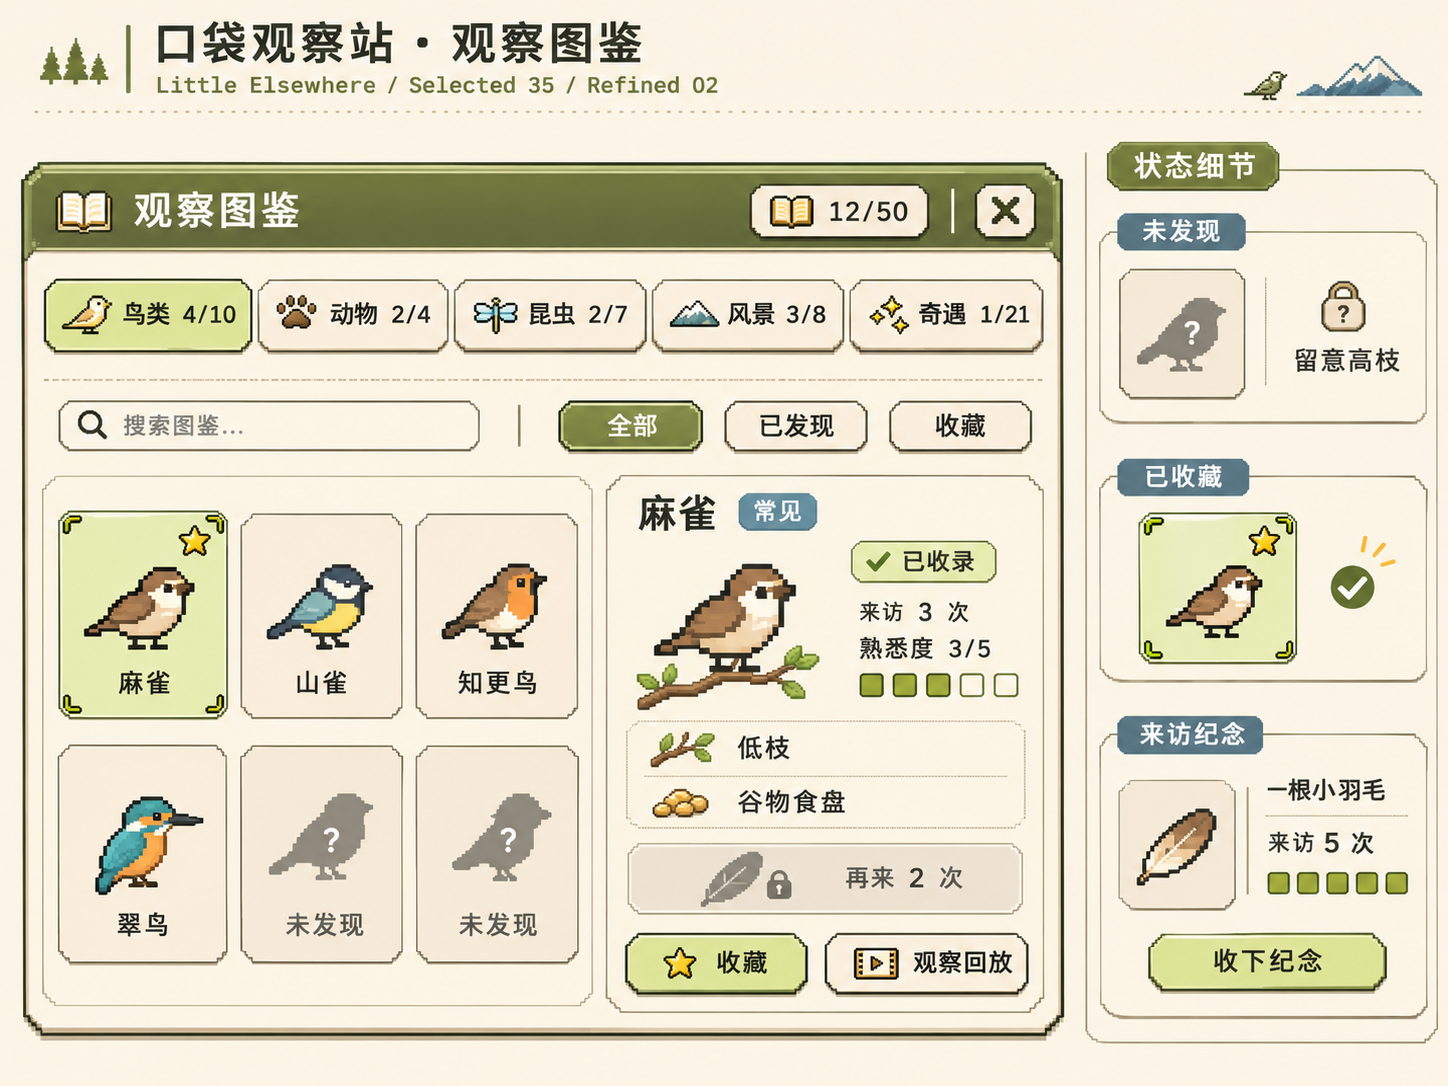 口袋观察站 · 观察图鉴
Little Elsewhere / Selected 35 / Refined 02
观察图鉴
12/50
鸟类 4/10
动物 2/4
昆虫 2/7
风景 3/8
奇遇 1/21
搜索图鉴...
全部
已发现
收藏
麻雀
山雀
知更鸟
翠鸟
?
未发现
?
未发现
麻雀
常见
已收录
来访 3 次
熟悉度 3/5
低枝
谷物食盘
再来 2 次
收藏
观察回放
状态细节
未发现
?
?
留意高枝
已收藏
来访纪念
一根小羽毛
来访 5 次
收下纪念